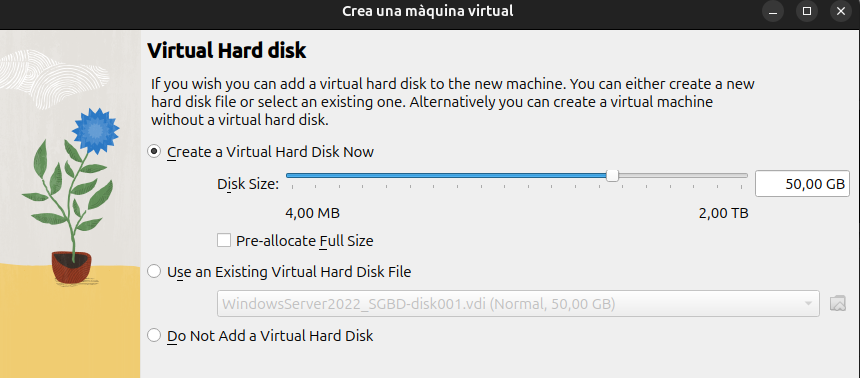 Crea una màquina virtual
Virtual Hard disk
If you wish you can add a virtual hard disk to the new machine. You can either create a new
hard disk file or select an existing one. Alternatively you can create a virtual machine
without a virtual hard disk.
Create a Virtual Hard Disk Now
Disk Size:
50,00 GB
4,00 MB
2,00 TB
Pre-allocate Full Size
Use an Existing Virtual Hard Disk File
WindowsServer2022_SGBD-disk001.vdi (Normal, 50,00 GB)
Do Not Add a Virtual Hard Disk